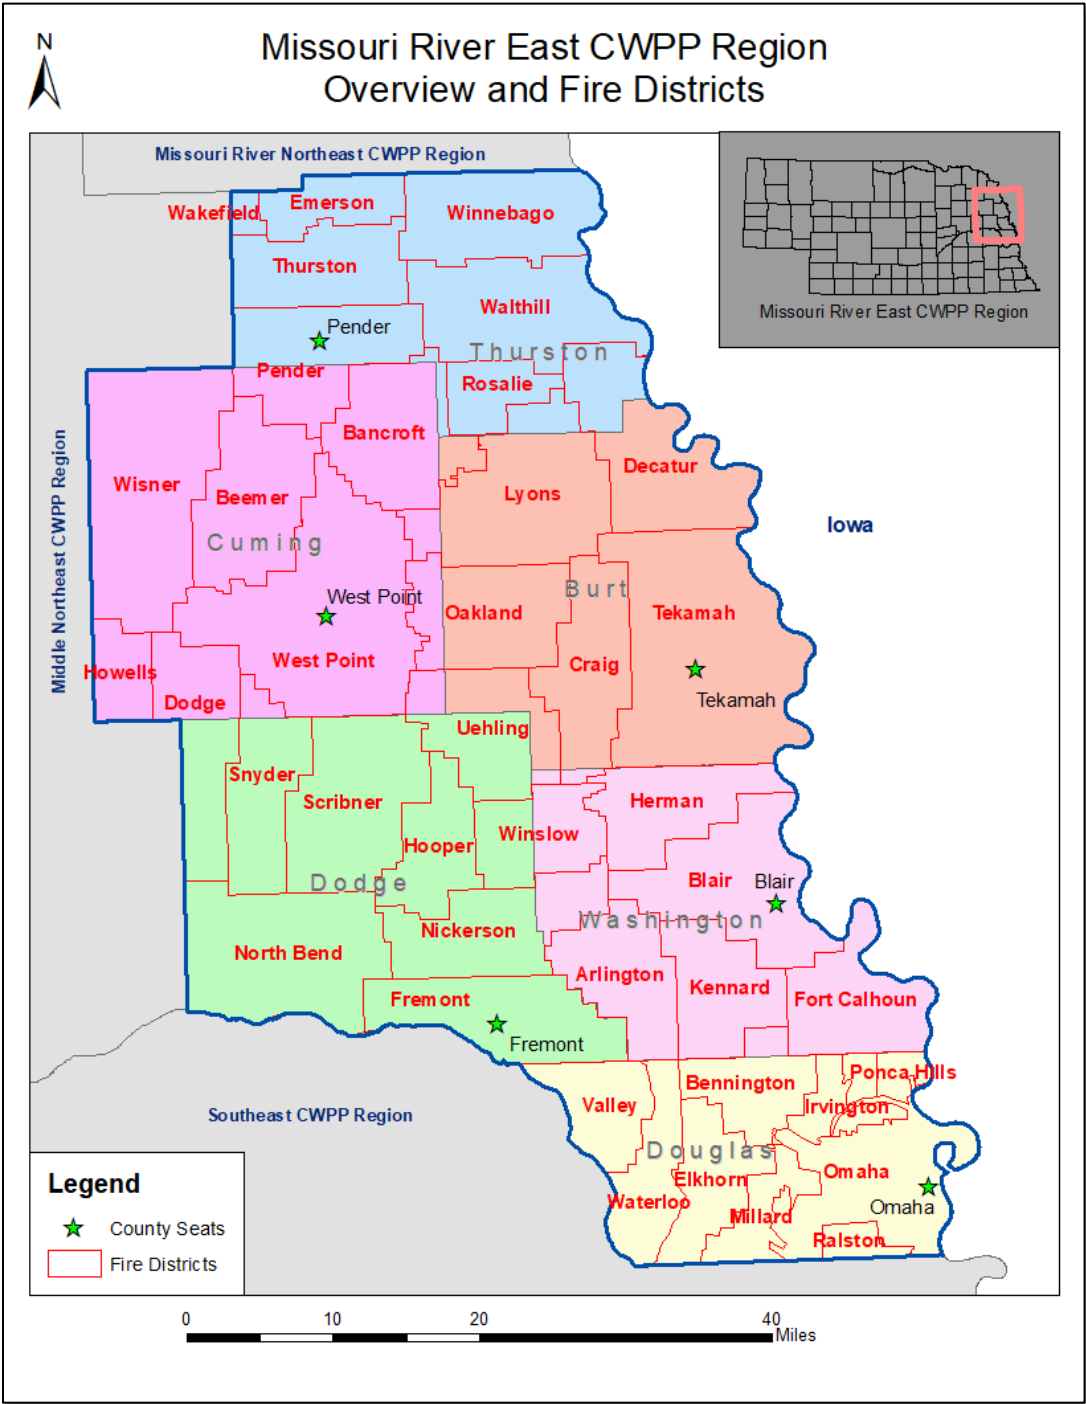 Missouri River East CWPP Region
Overview and Fire Districts
N
Missouri River Northeast CWPP Region
Missouri River East CWPP Region
Wakefield
Emerson
Winnebago
Thurston
Walthill
Pender
Thurston
Pender
Rosalie
Bancroft
Wisner
Beemer
Lyons
Decatur
Iowa
Middle Northeast CWPP Region
Cuming
West Point
Burt
Oakland
Tekamah
Howells
West Point
Craig
Dodge
Tekamah
Uehling
Snyder
Scribner
Herman
Hooper
Winslow
Dodge
Blair
Blair
Washington
Nickerson
North Bend
Arlington
Kennard
Fort Calhoun
Fremont
Fremont
Ponca Hills
Bennington
Valley
Irvington
Southeast CWPP Region
Douglas
Elkhorn
Omaha
Waterloo
Millard
Omaha
Ralston
Legend
County Seats
Fire Districts
0 10 20 40
Miles